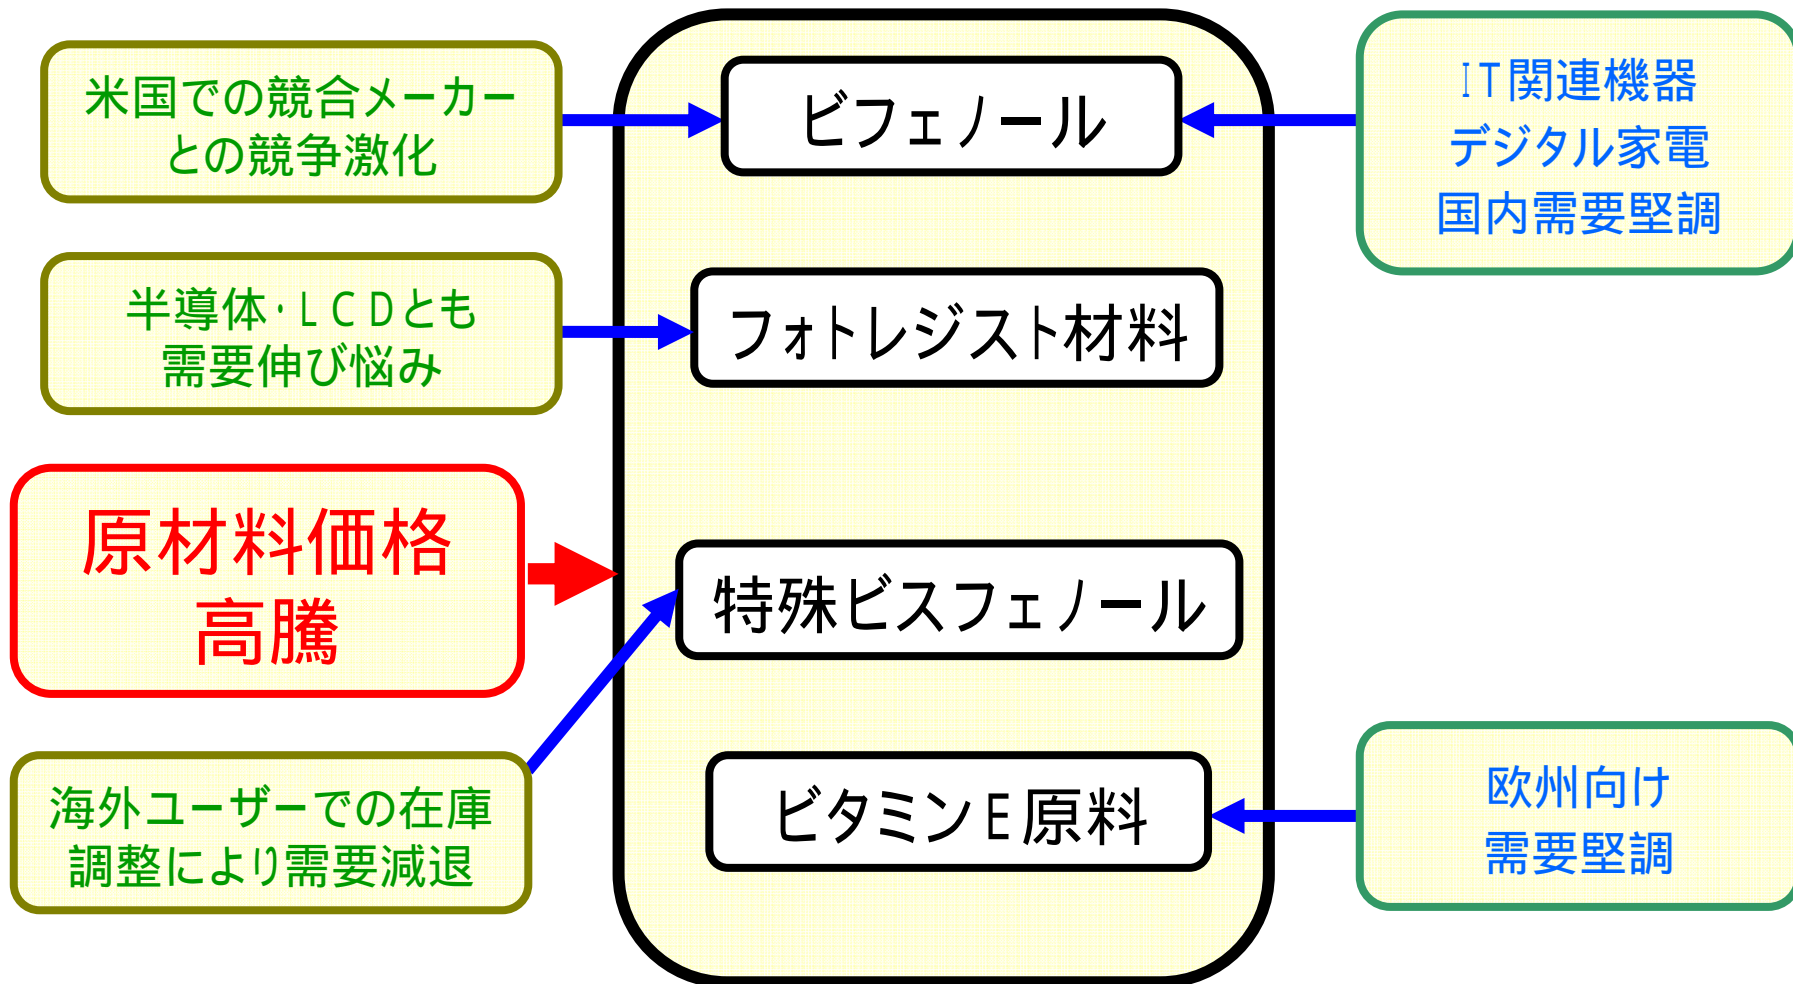 米国での競合メーカー
との競争激化
半導体・LCDとも
需要伸び悩み
原材料価格
高騰
海外ユーザーでの在庫
調整により需要減退
ビフェノール
フォトレジスト材料
特殊ビスフェノール
ビタミンE原料
IT関連機器
デジタル家電
国内需要堅調
欧州向け
需要堅調